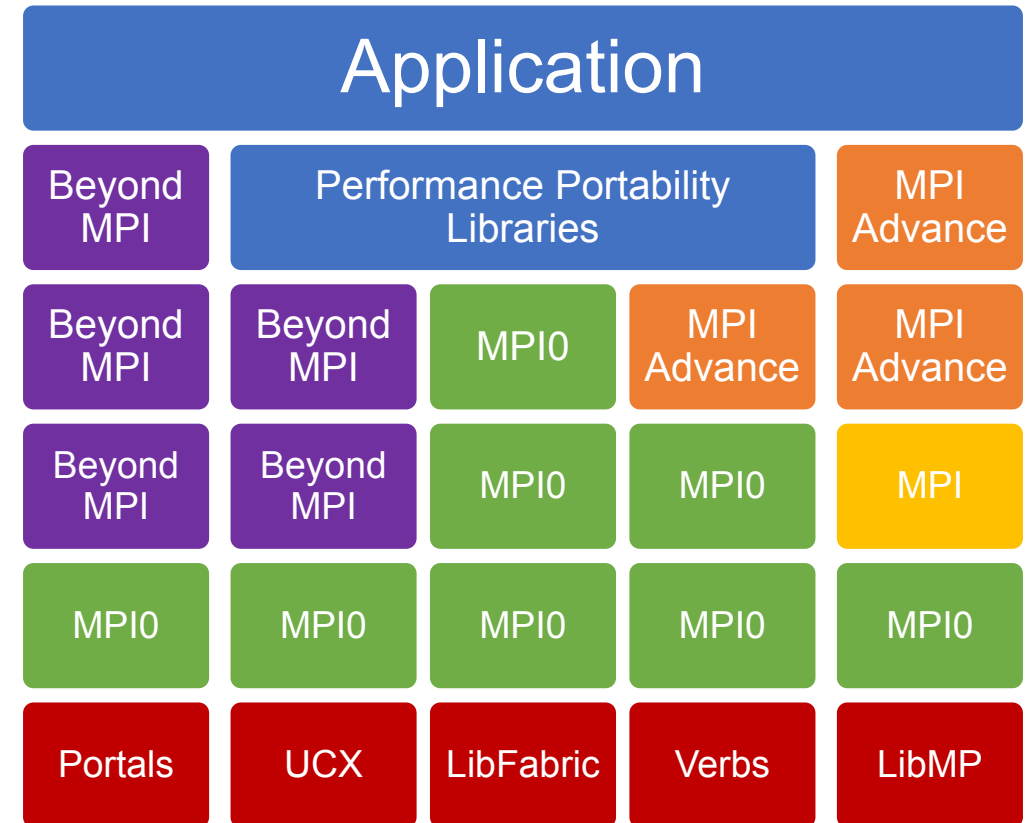 Application
Beyond
MPI
Performance Portability
Libraries
MPI
Advance
Beyond
MPI
Beyond
MPI
MPI0
MPI
Advance
MPI
Advance
Beyond
MPI
Beyond
MPI
MPI0
MPI0
MPI
MPI0
MPI0
MPI0
MPI0
MPI0
Portals
UCX
LibFabric
Verbs
LibMP